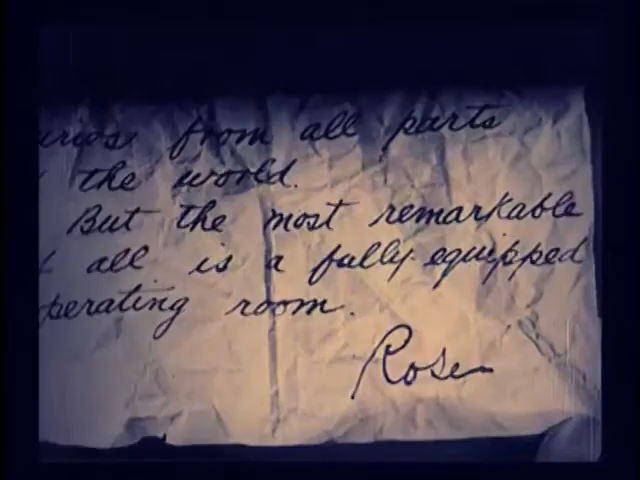 from all parts
the world.
But the most remarkable
all is a fully equipped
perating room.
Rose